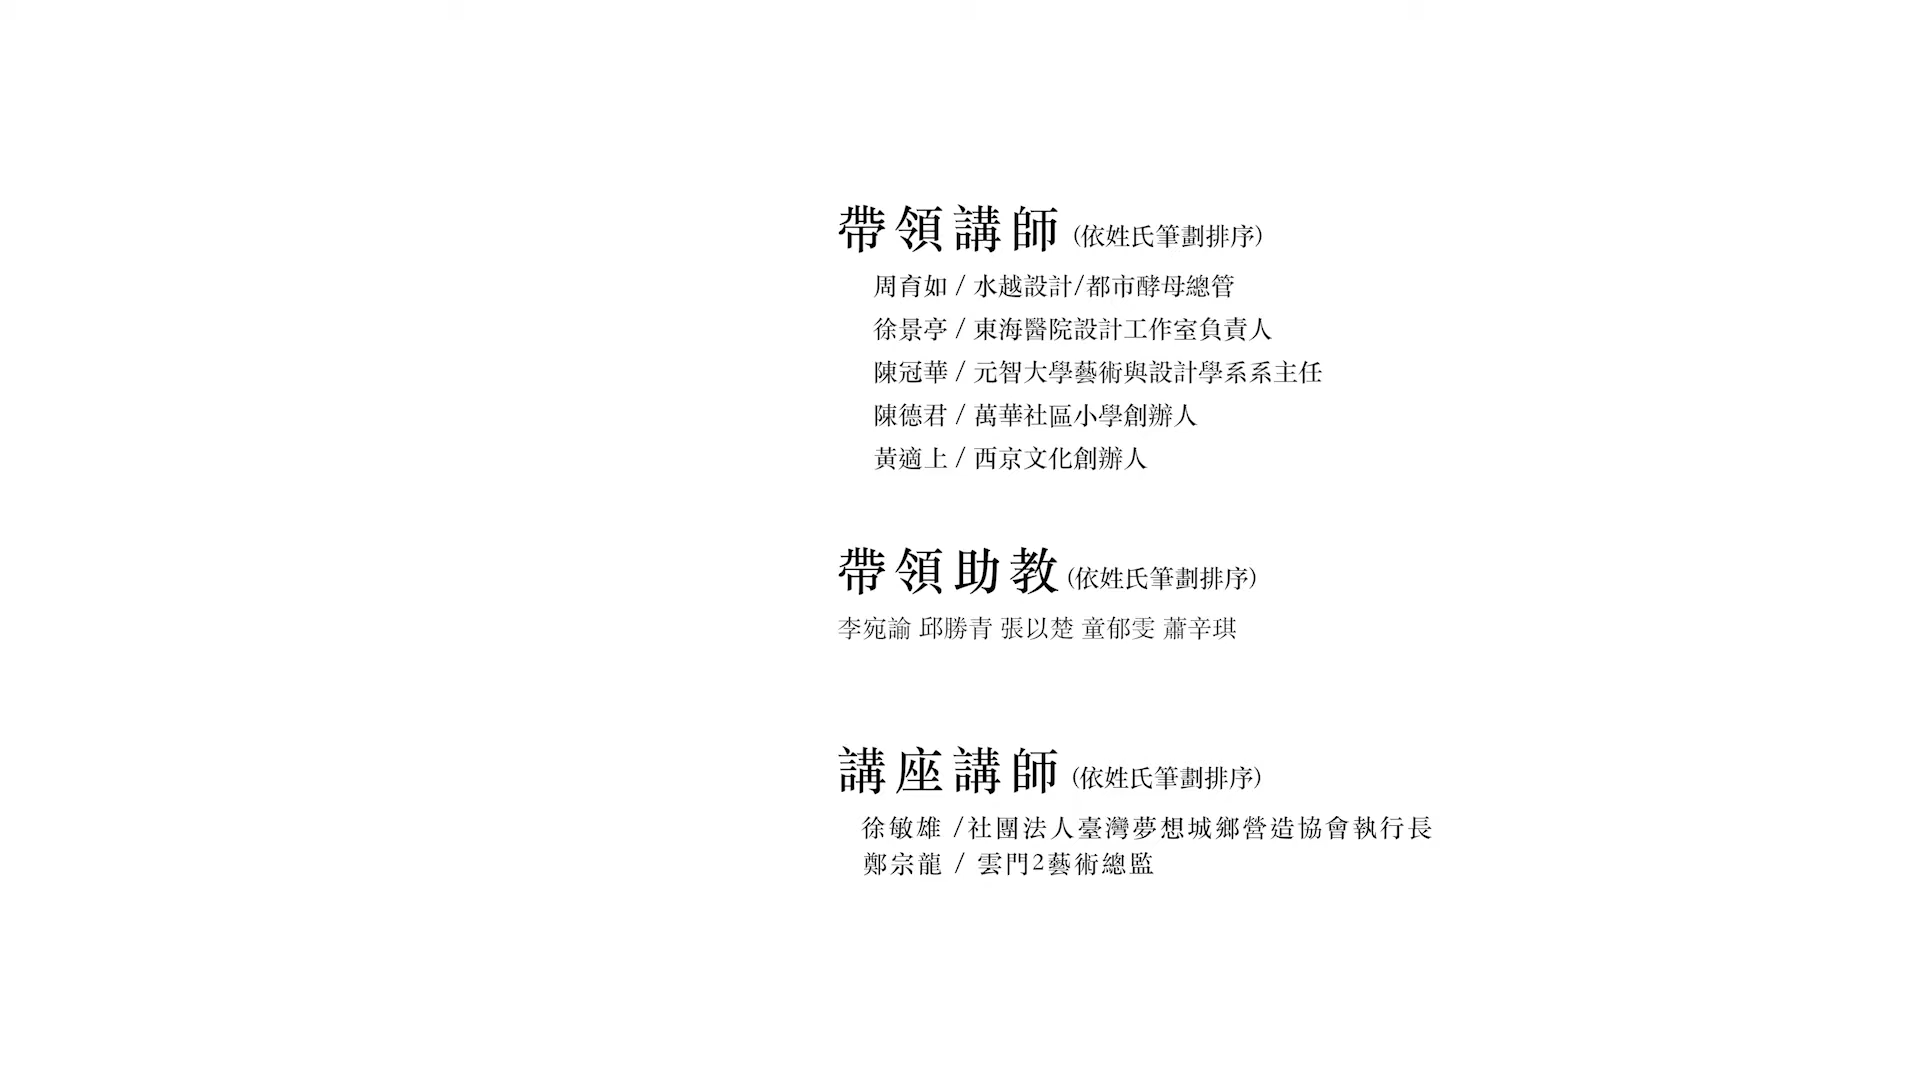 帶領講師 (依姓氏筆劃排序)
周育如 / 水越設計/都市酵母總管
徐景亭 / 東海醫院設計工作室負責人
陳冠華 / 元智大學藝術與設計學系系主任
陳德君 / 萬華社區小學創辦人
黃適上 / 西京文化創辦人
帶領助教 (依姓氏筆劃排序)
李宛諭 邱勝青 張以楚 童郁雯 蕭辛琪
講座講師 (依姓氏筆劃排序)
徐敏雄 /社團法人臺灣夢想城鄉營造協會執行長
鄭宗龍 / 雲門2藝術總監